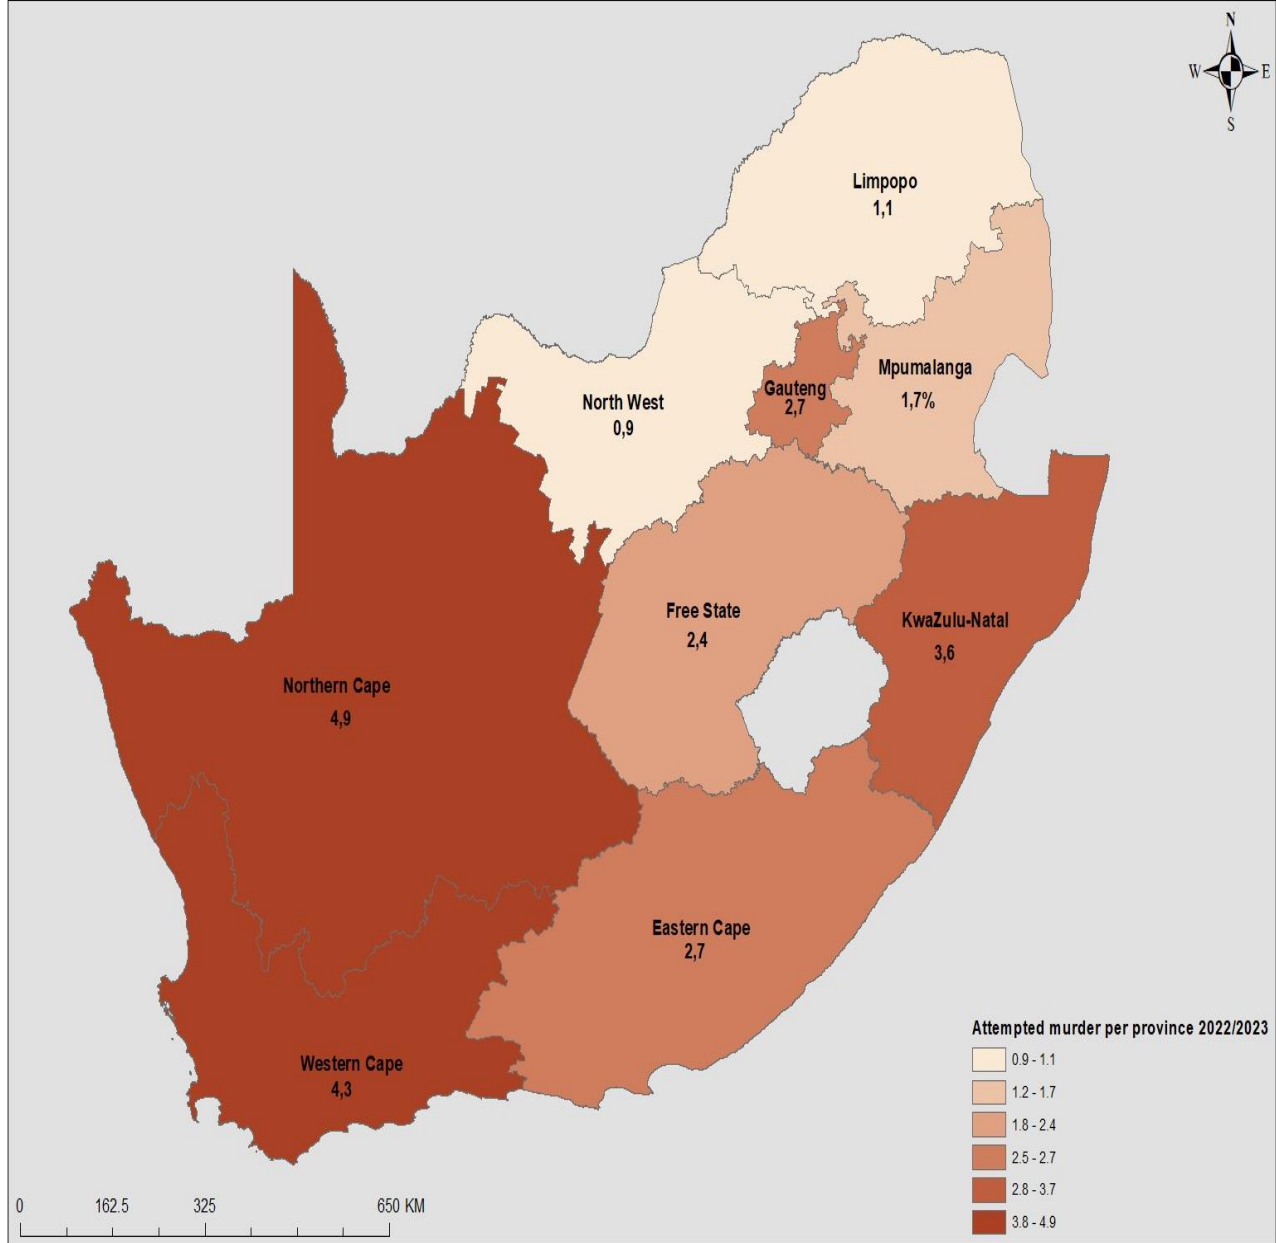 N
W E
S
Limpopo
1,1
Mpumalanga
1,7%
Gauteng
2,7
North West
0,9
Free State
2,4
KwaZulu-Natal
3,6
Northern Cape
4,9
Eastern Cape
2,7
Western Cape
4,3
Attempted murder per province 2022/2023
0.9 - 1.1
1.2 - 1.7
1.8 - 2.4
2.5 - 2.7
2.8 - 3.7
3.8 - 4.9
0 162.5 325 650 KM